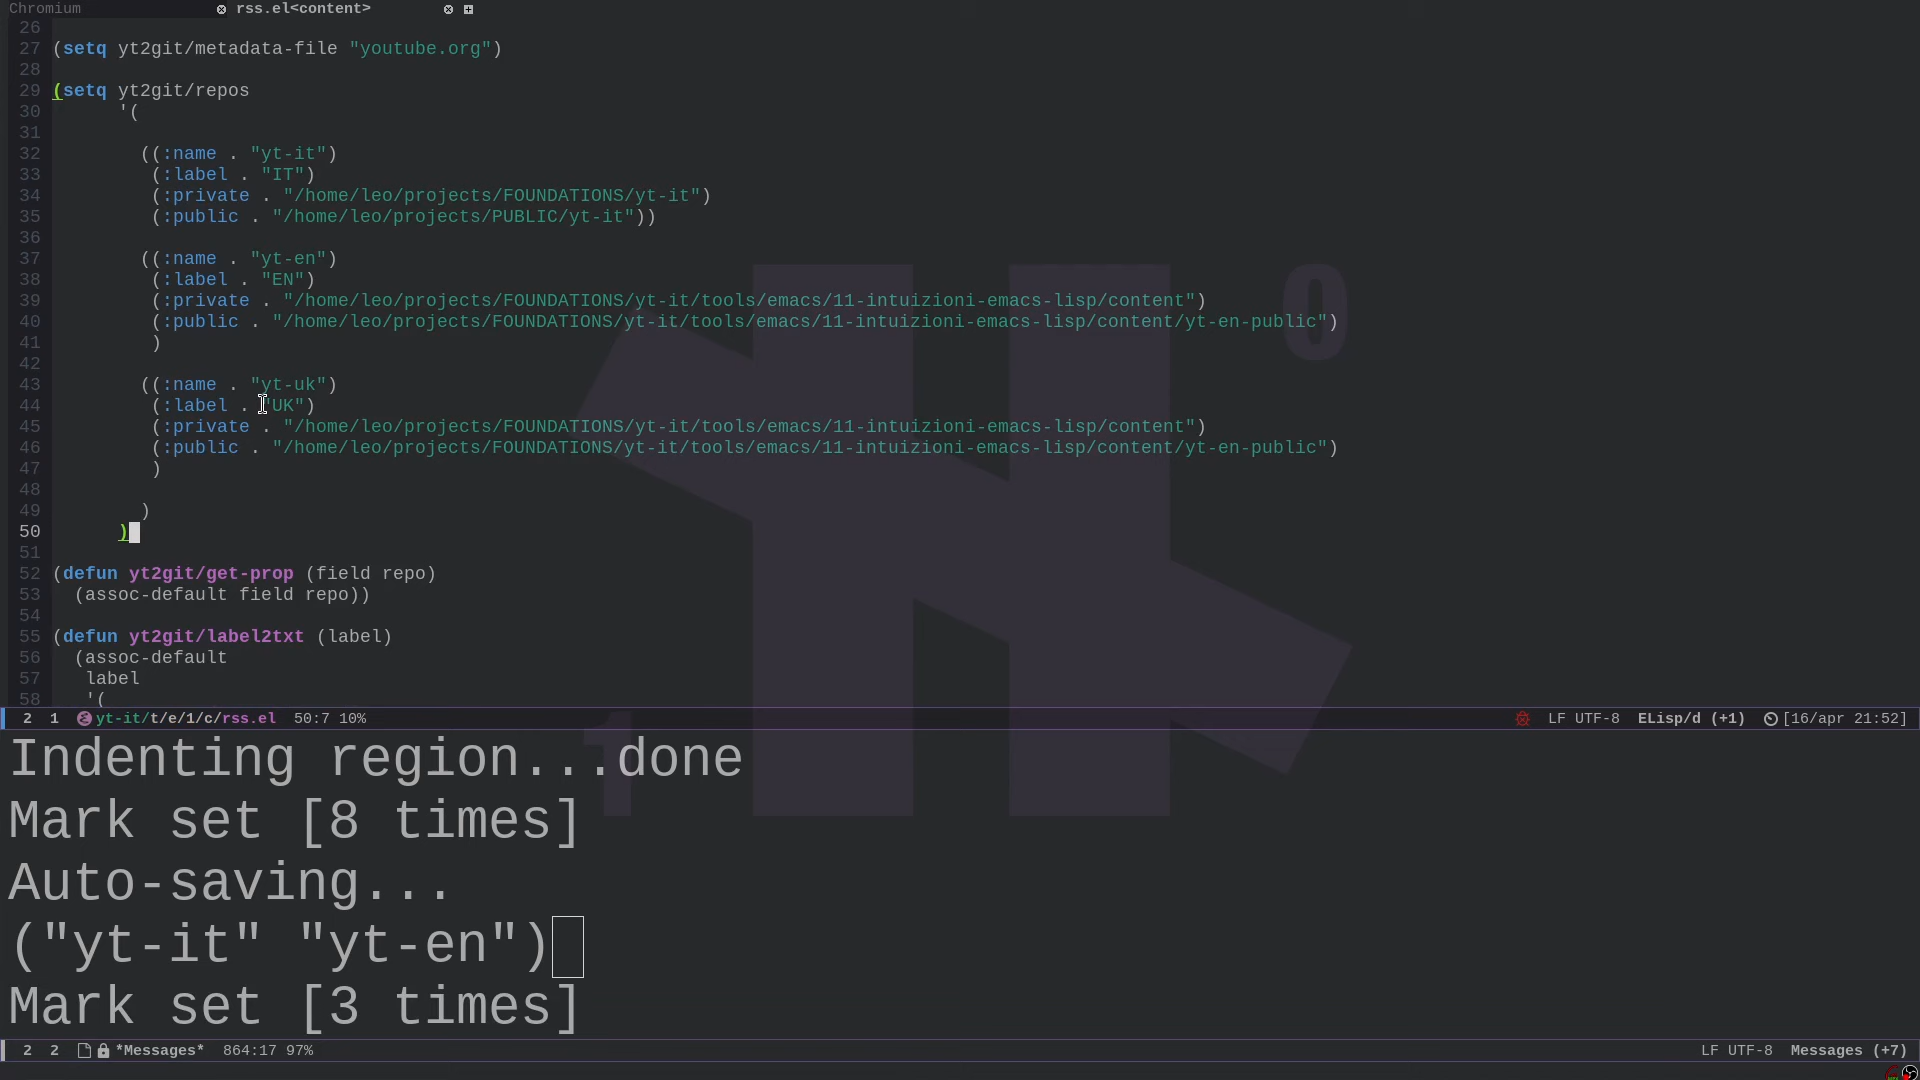 Chromium rss.el<content>
26
27 (setq yt2git/metadata-file "youtube.org")
28
29 (setq yt2git/repos
30       '(
31
32         ((:name . "yt-it")
33          (:label . "IT")
34          (:private . "/home/leo/projects/FOUNDATIONS/yt-it")
35          (:public . "/home/leo/projects/PUBLIC/yt-it"))
36
37         ((:name . "yt-en")
38          (:label . "EN")
39          (:private . "/home/leo/projects/FOUNDATIONS/yt-it/tools/emacs/11-intuizioni-emacs-lisp/content")
40          (:public . "/home/leo/projects/FOUNDATIONS/yt-it/tools/emacs/11-intuizioni-emacs-lisp/content/yt-en-public")
41          )
42
43         ((:name . "yt-uk")
44          (:label . "UK")
45          (:private . "/home/leo/projects/FOUNDATIONS/yt-it/tools/emacs/11-intuizioni-emacs-lisp/content")
46          (:public . "/home/leo/projects/FOUNDATIONS/yt-it/tools/emacs/11-intuizioni-emacs-lisp/content/yt-en-public")
47          )
48
49         )
50       )
51
52 (defun yt2git/get-prop (field repo)
53   (assoc-default field repo))
54
55 (defun yt2git/label2txt (label)
56   (assoc-default
57    label
58    '(
2 1 yt-it/t/e/1/c/rss.el 50:7 10% LF UTF-8 ELisp/d (+1) [16/apr 21:52]
Indenting region...done
Mark set [8 times]
Auto-saving...
("yt-it" "yt-en")
Mark set [3 times]
2 2 *Messages* 864:17 97% LF UTF-8 Messages (+7)
0
1